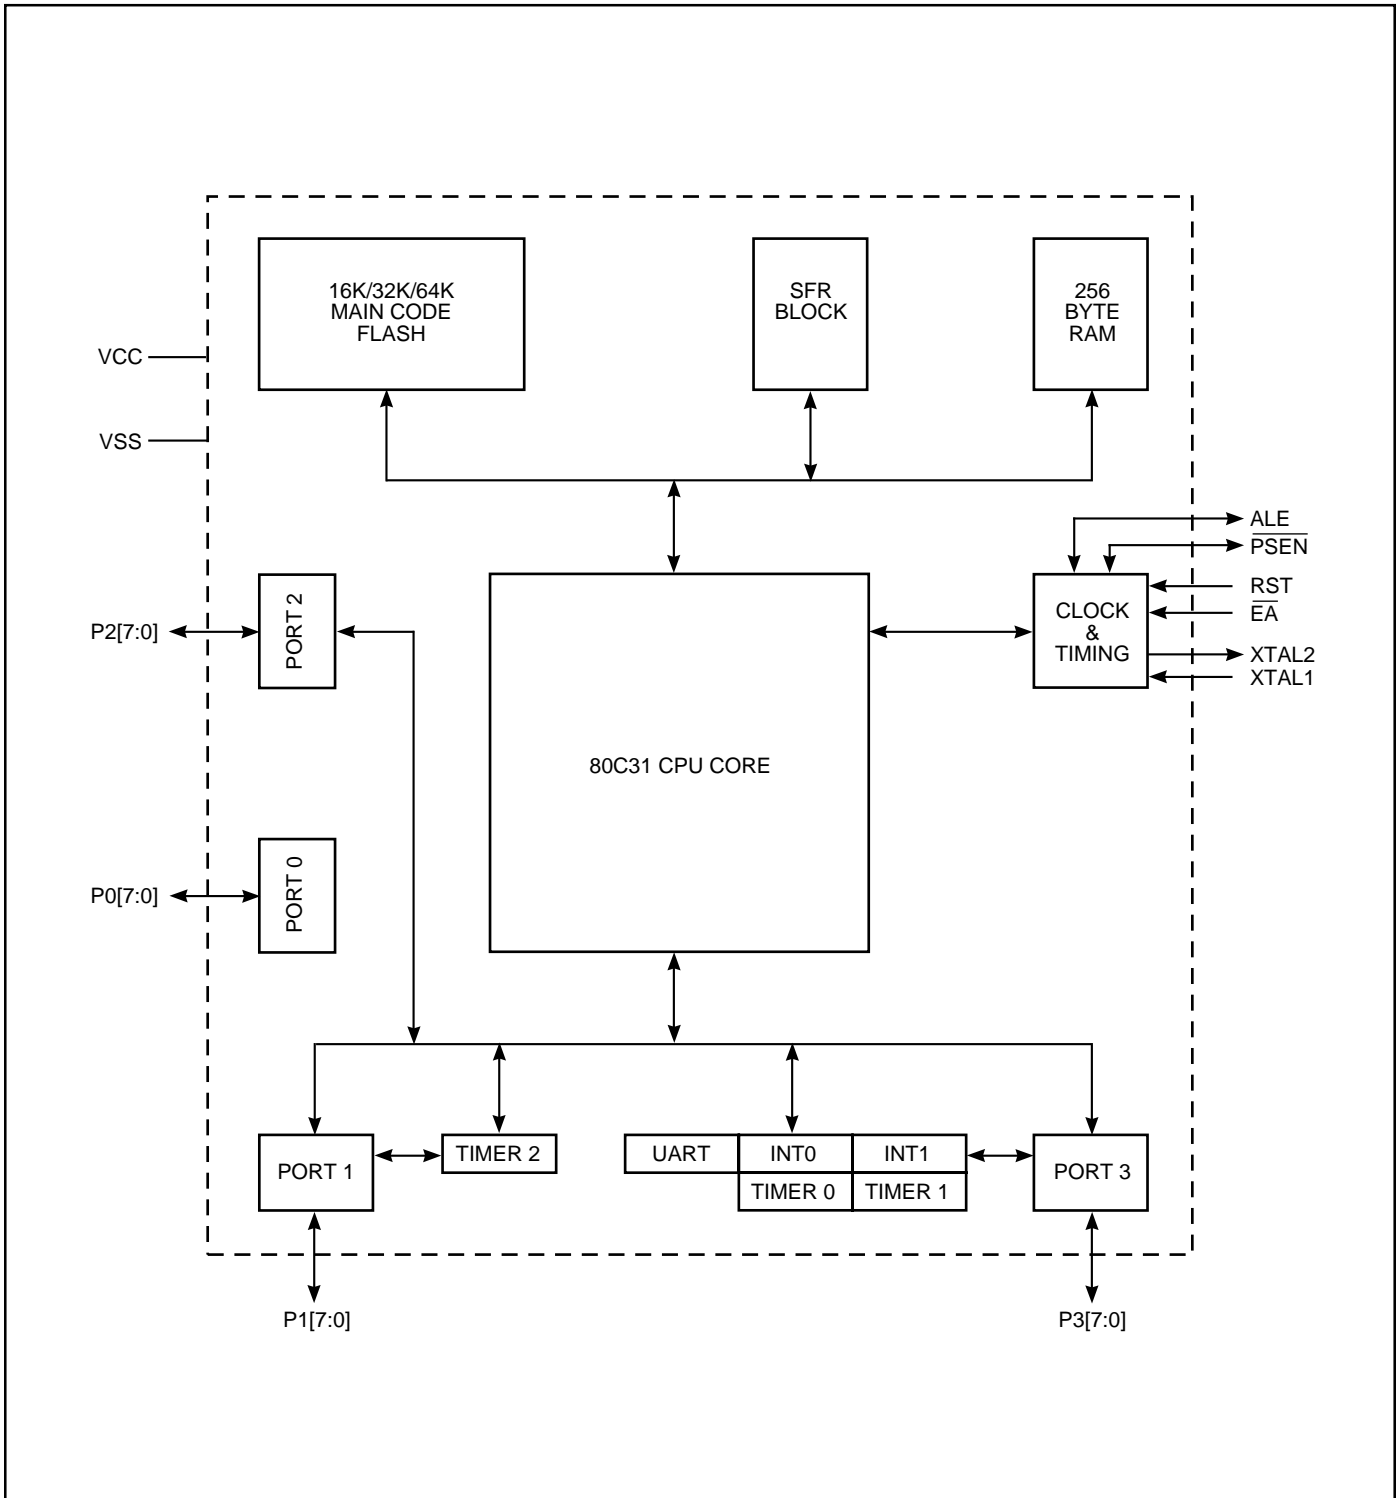 16K/32K/64K
MAIN CODE
FLASH
SFR
BLOCK
256
BYTE
RAM
VCC
VSS
ALE
PSEN
RST
EA
XTAL2
XTAL1
CLOCK
&
TIMING
P2[7:0]
PORT 2
80C31 CPU CORE
P0[7:0]
PORT 0
PORT 1
TIMER 2
UART
INT0
INT1
TIMER 0
TIMER 1
PORT 3
P1[7:0]
P3[7:0]